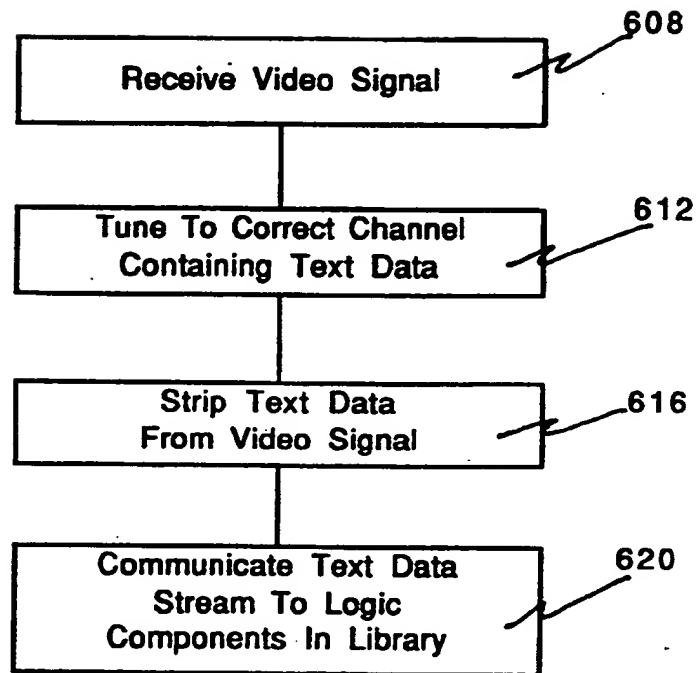 608
Receive Video Signal
612
Tune To Correct Channel
Containing Text Data
616
Strip Text Data
From Video Signal
620
Communicate Text Data
Stream To Logic
Components In Library